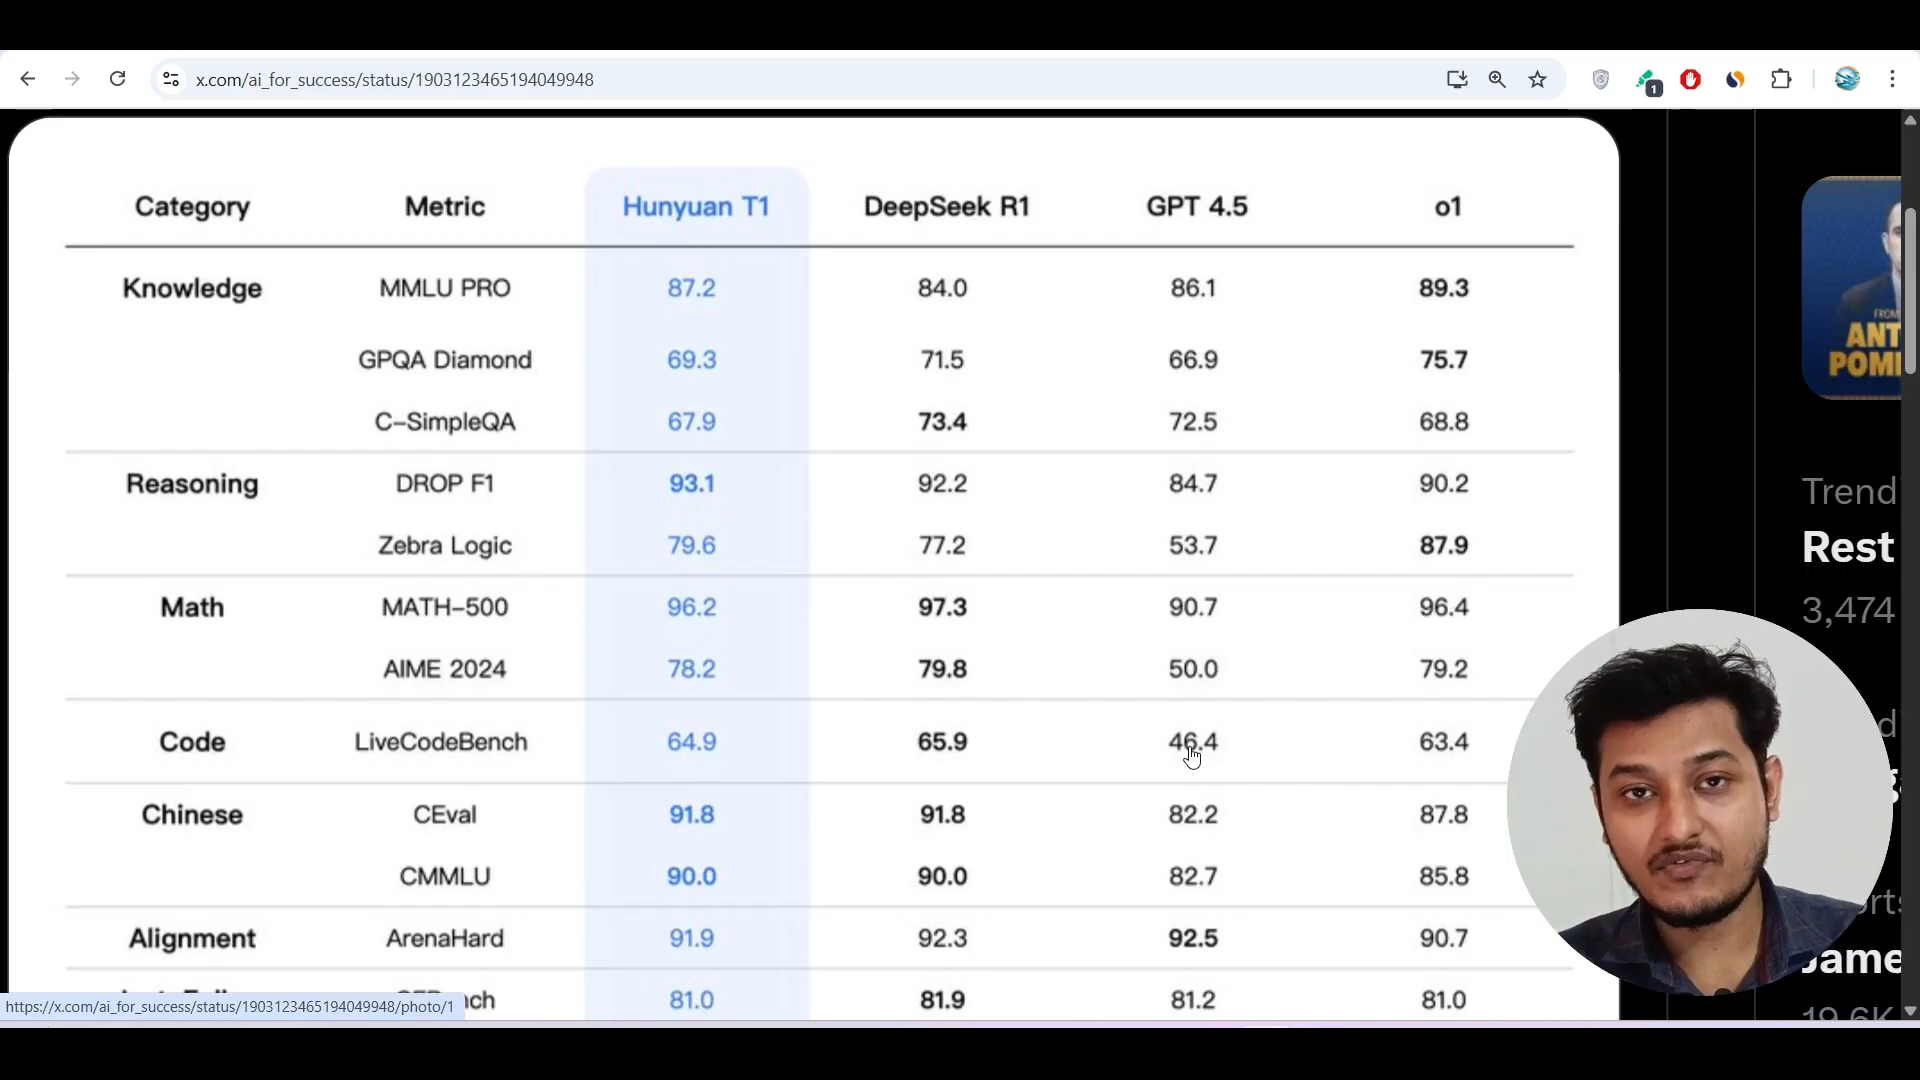 x.com/ai_for_success/status/1903123465194049948
1
Category Metric Hunyuan T1 DeepSeek R1 GPT 4.5 o1
Knowledge MMLU PRO 87.2 84.0 86.1 89.3
GPQA Diamond 69.3 71.5 66.9 75.7
C-SimpleQA 67.9 73.4 72.5 68.8
Reasoning DROP F1 93.1 92.2 84.7 90.2
Zebra Logic 79.6 77.2 53.7 87.9
Math MATH-500 96.2 97.3 90.7 96.4
AIME 2024 78.2 79.8 50.0 79.2
Code LiveCodeBench 64.9 65.9 46.4 63.4
Chinese CEval 91.8 91.8 82.2 87.8
CMMLU 90.0 90.0 82.7 85.8
Alignment ArenaHard 91.9 92.3 92.5 90.7
81.0 81.9 81.2 81.0
https://x.com/ai_for_success/status/1903123465194049948/photo/1
FROM
ANT
POM
Trend
Rest
3,474
19.6K